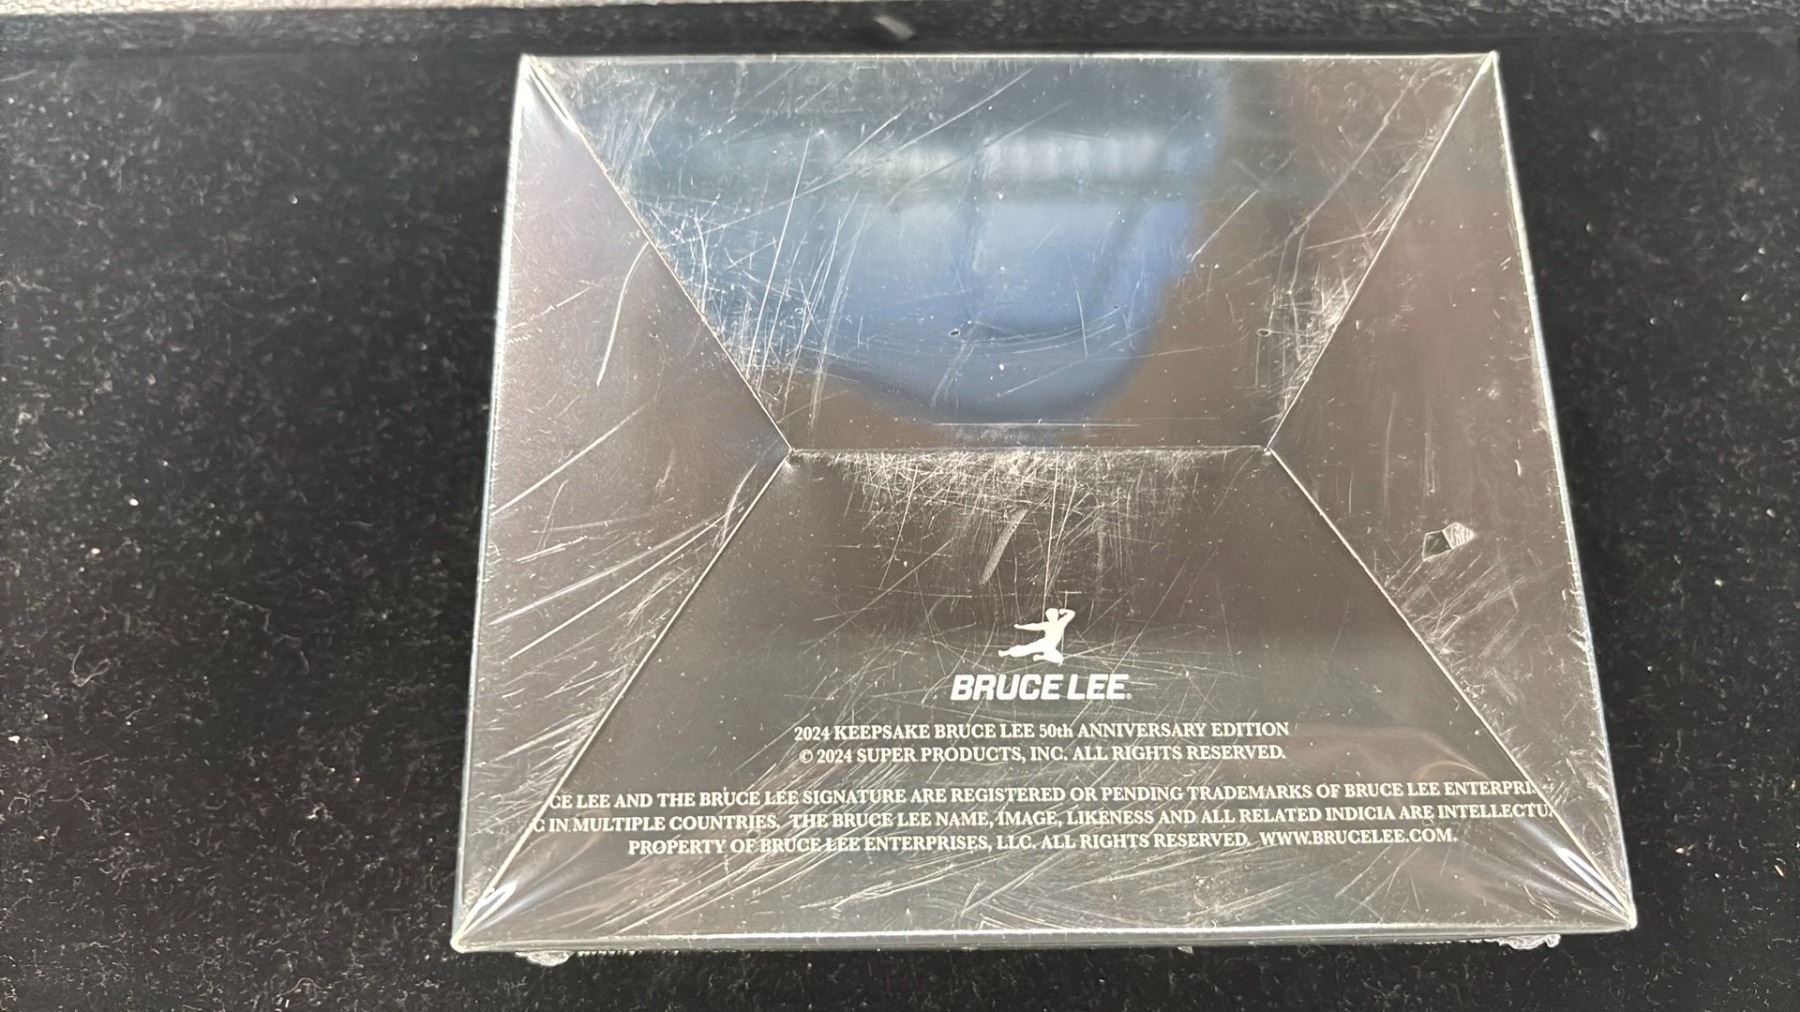 BRUCE LEE
2024 KEEPSAKE BRUCE LEE 50th ANNIVERSARY EDITION
© 2024 SUPER PRODUCTS, INC. ALL RIGHTS RESERVED.
CE LEE AND THE BRUCE LEE SIGNATURE ARE REGISTERED OR PENDING TRADEMARKS OF BRUCE LEE ENTERPRI
C IN MULTIPLE COUNTRIES. THE BRUCE LEE NAME, IMAGE, LIKENESS AND ALL RELATED INDICIA ARE INTELLECTU
PROPERTY OF BRUCE LEE ENTERPRISES, LLC. ALL RIGHTS RESERVED. WWW.BRUCELEE.COM.